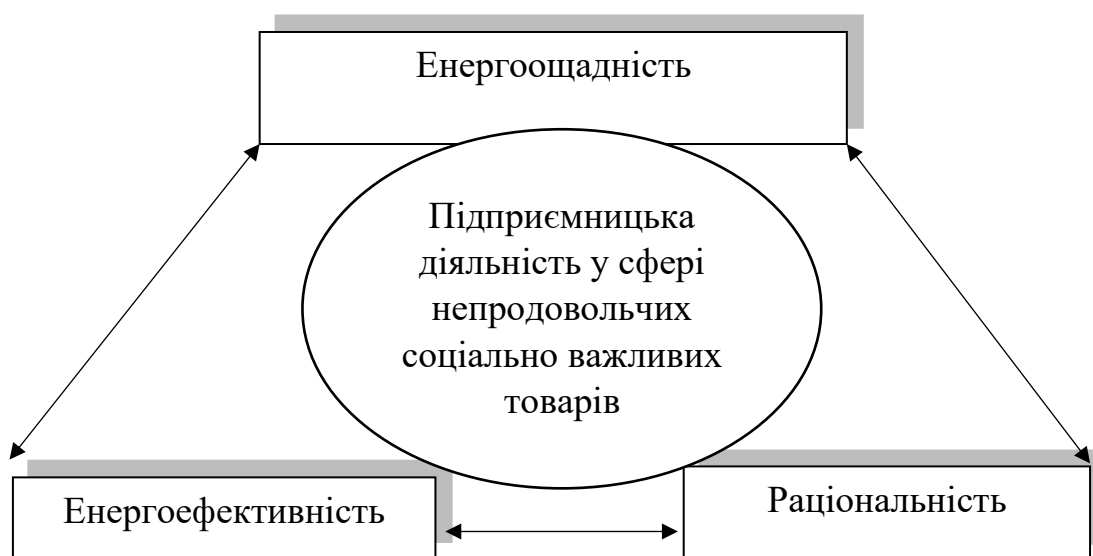 Енергоощадність
Підприємницька
діяльність у сфері
непродовольчих
соціально важливих
товарів
Енергоефективність
Раціональність